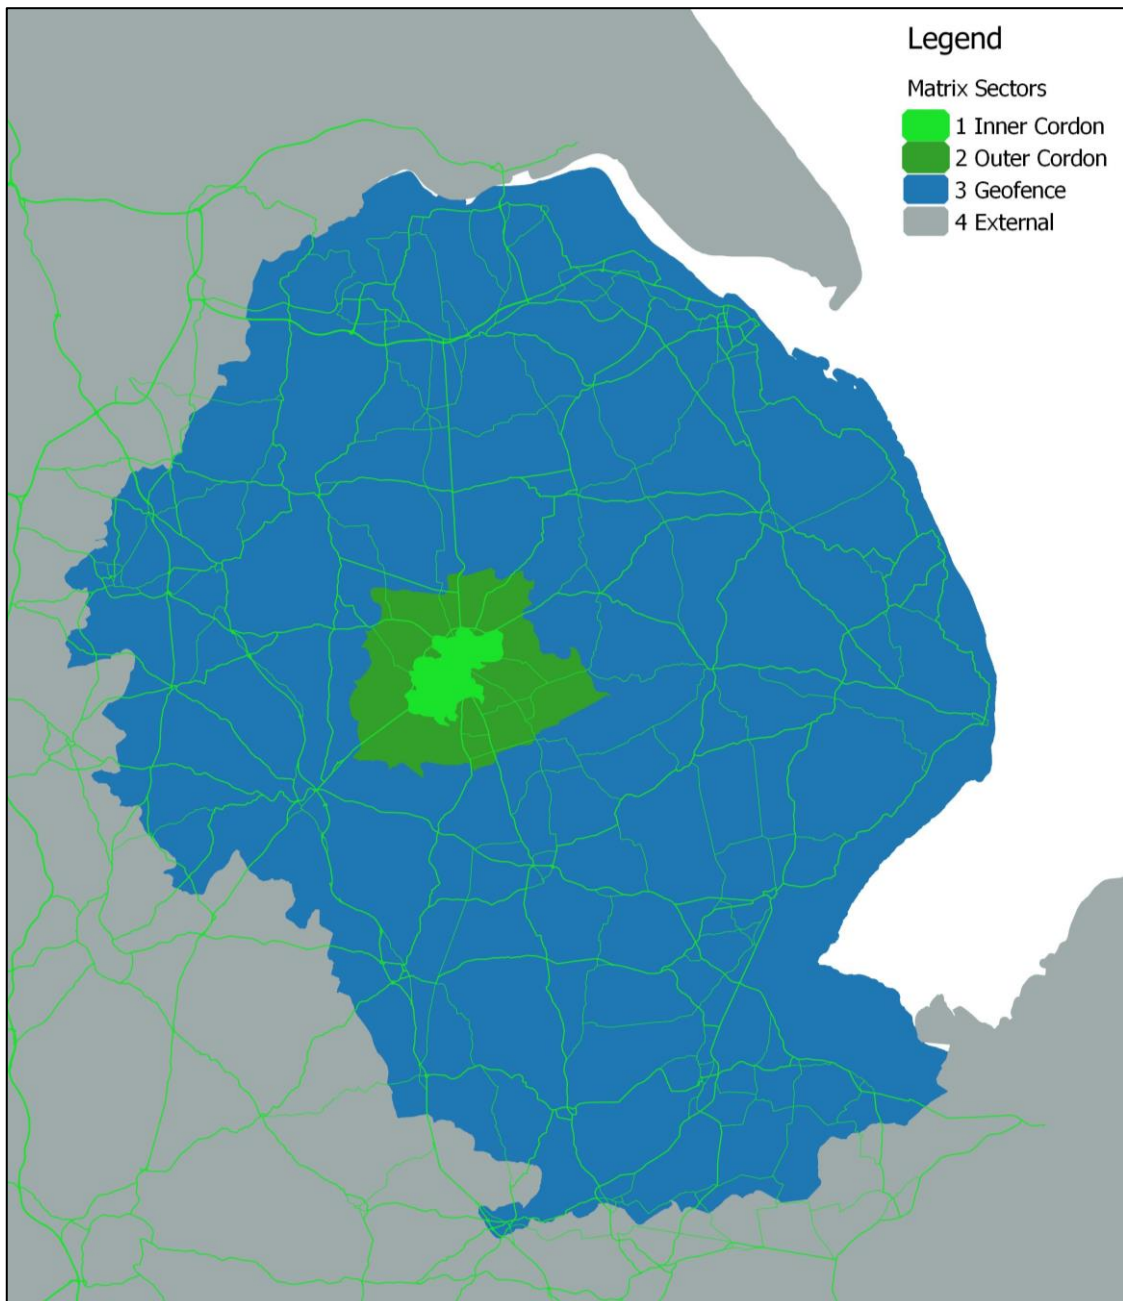 Legend
Matrix Sectors
1 Inner Cordon
2 Outer Cordon
3 Geofence
4 External